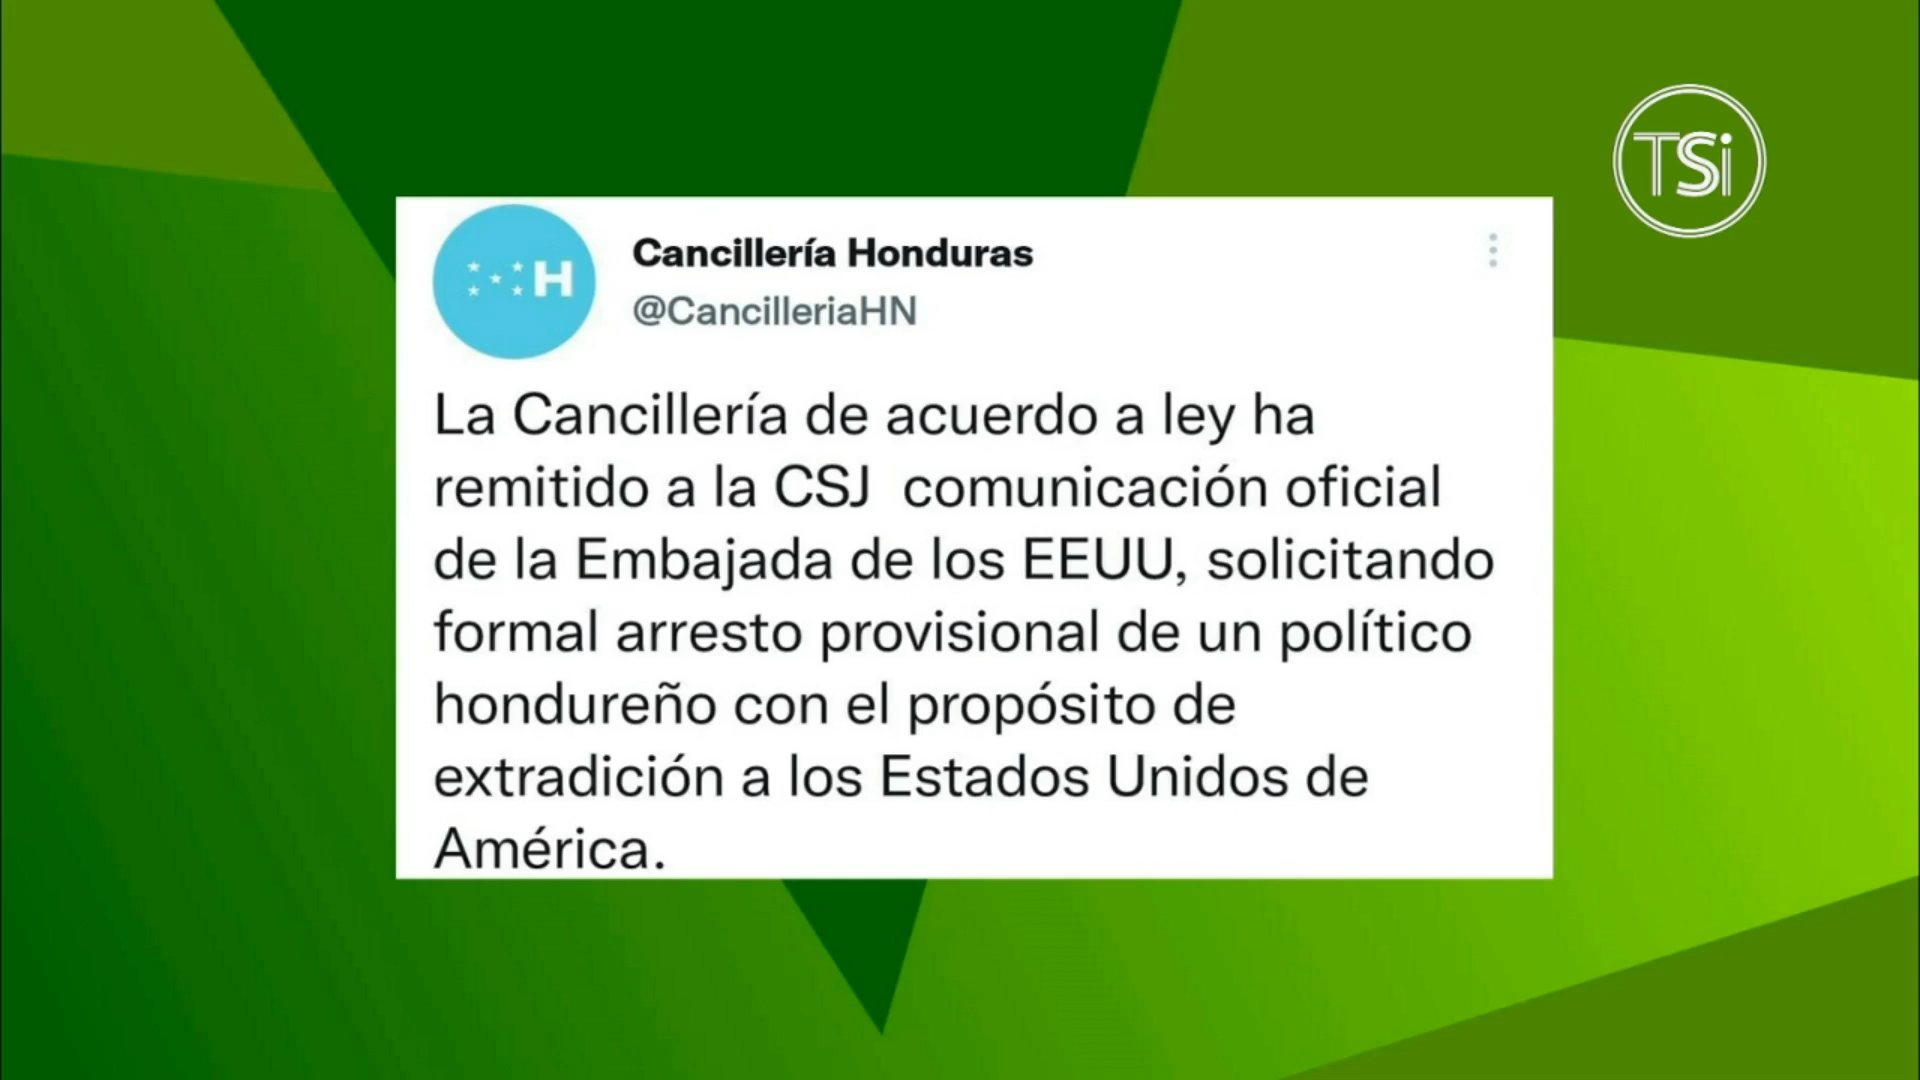 TSi
H
Cancillería Honduras
@CancilleriaHN
La Cancillería de acuerdo a ley ha
remitido a la CSJ comunicación oficial
de la Embajada de los EEUU, solicitando
formal arresto provisional de un político
hondureño con el propósito de
extradición a los Estados Unidos de
América.